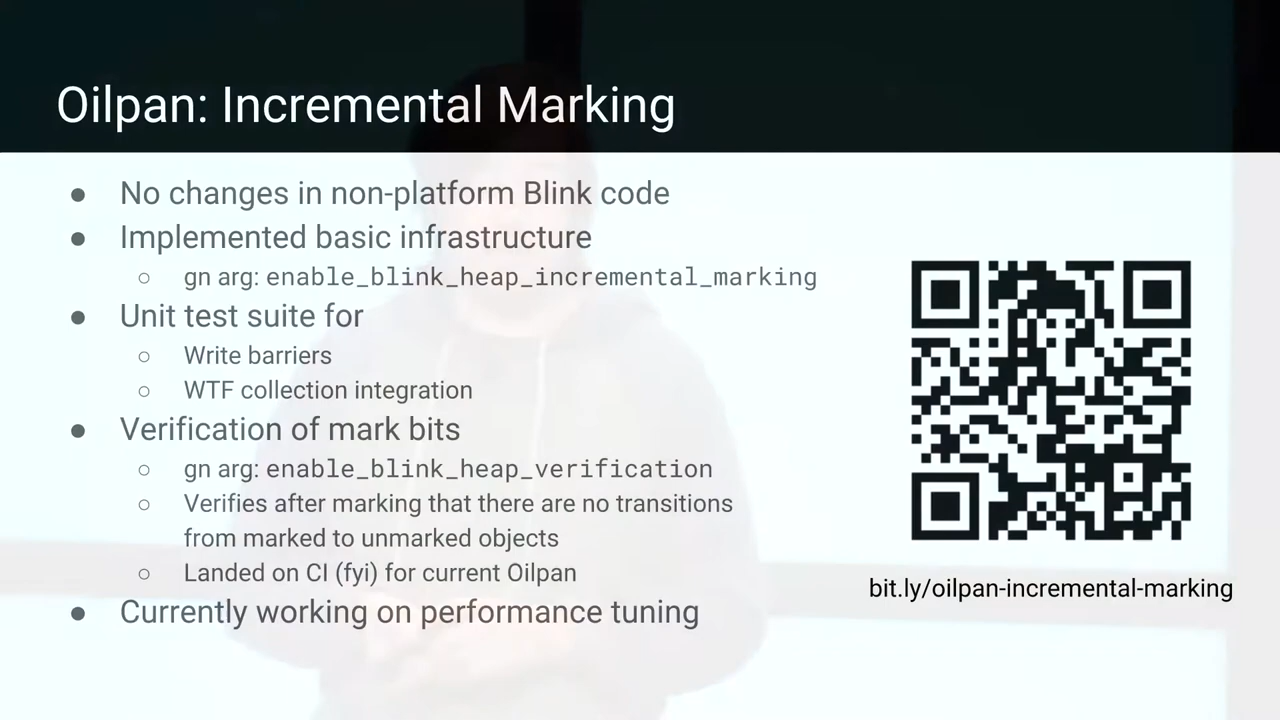 Oilpan: Incremental Marking
● No changes in non-platform Blink code
● Implemented basic infrastructure
○ gn arg: enable_blink_heap_incremental_marking
● Unit test suite for
○ Write barriers
○ WTF collection integration
● Verification of mark bits
○ gn arg: enable_blink_heap_verification
○ Verifies after marking that there are no transitions
from marked to unmarked objects
○ Landed on CI (fyi) for current Oilpan
● Currently working on performance tuning
bit.ly/oilpan-incremental-marking